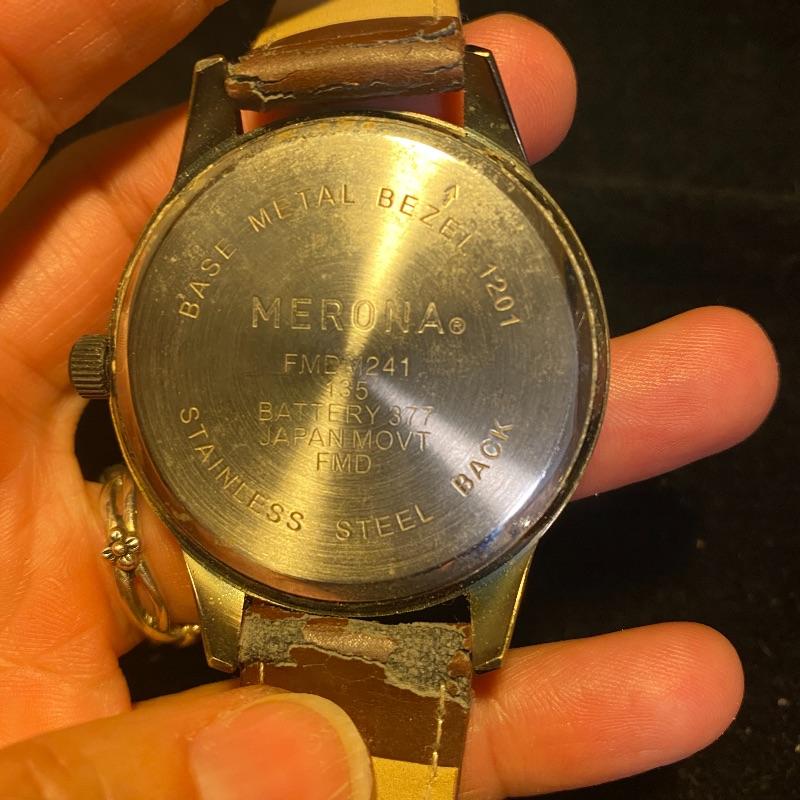 BASE METAL BEZEL 1201
MERONA®
FMDM241
135
BATTERY 377
JAPAN MOVT
FMD
STAINLESS STEEL BACK